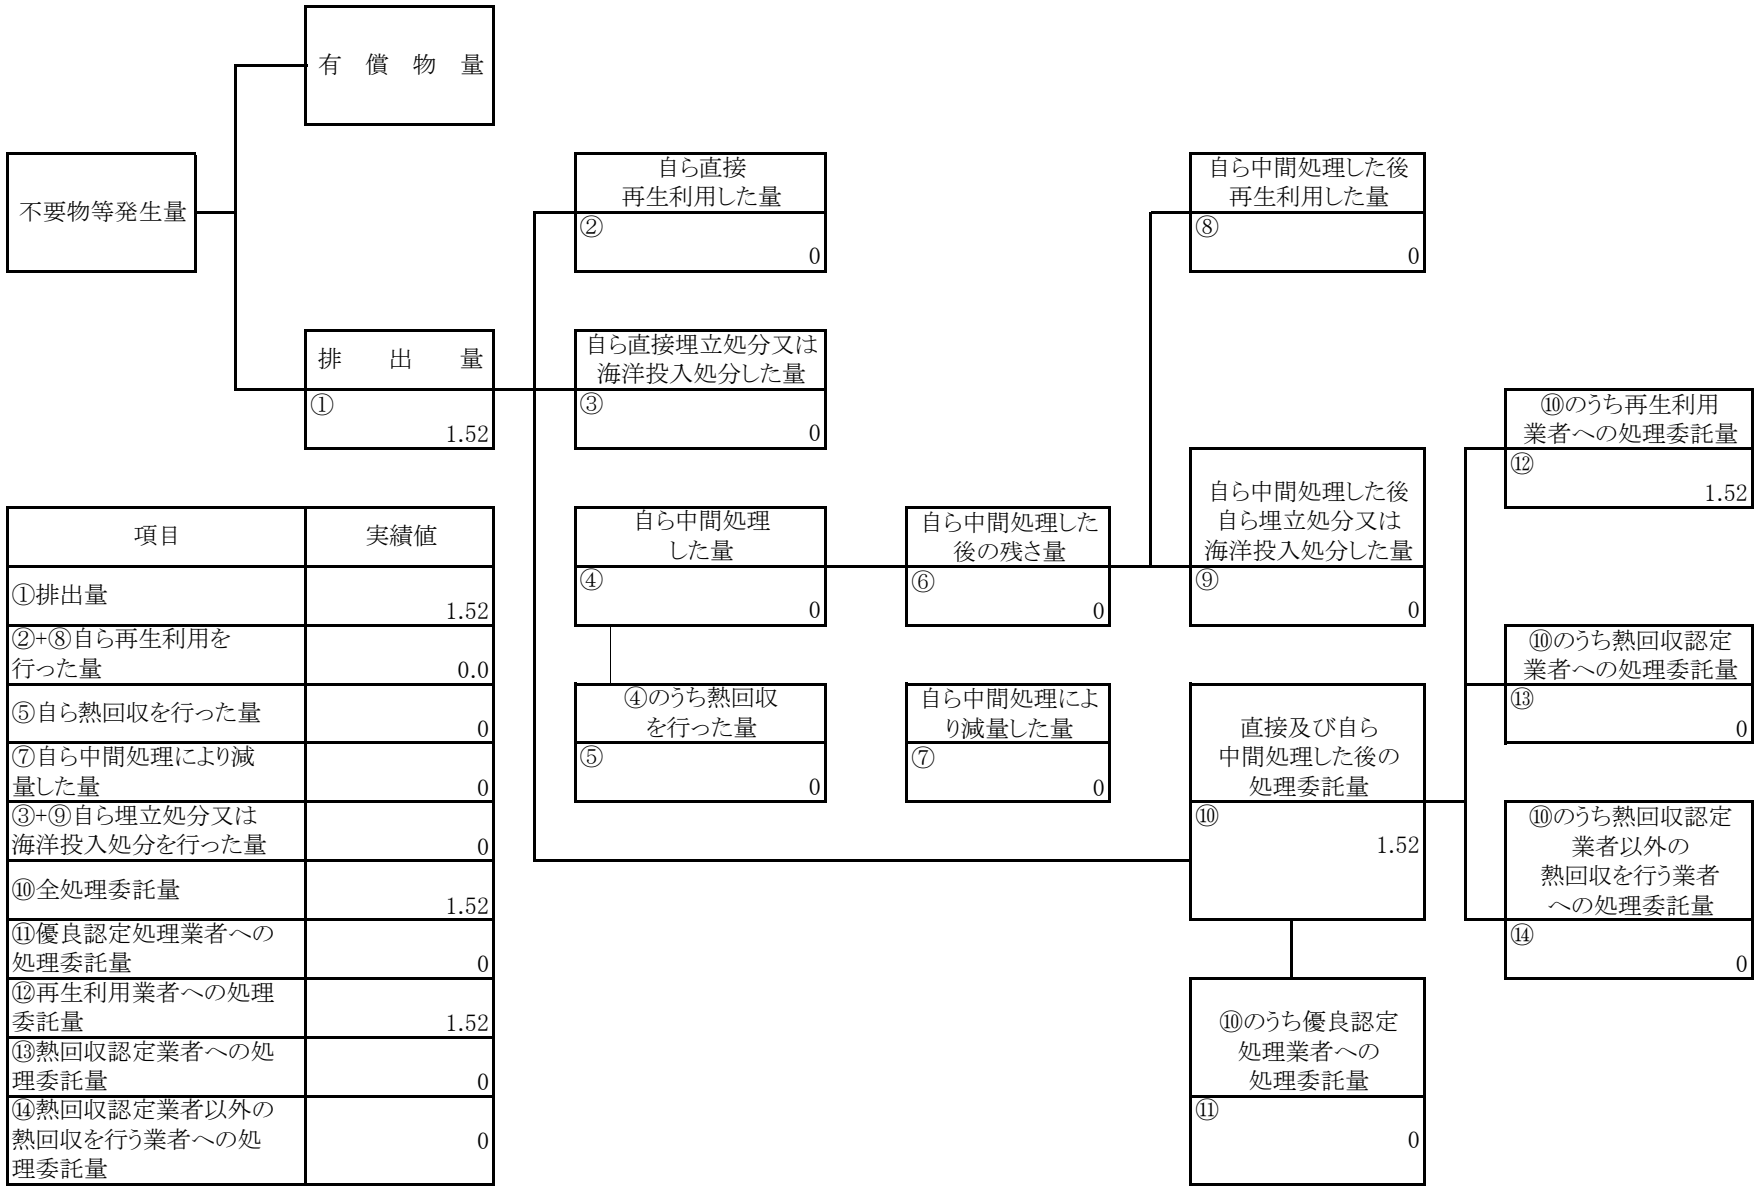 有 償 物 量
不要物等発生量
自ら直接
再生利用した量
②
0
自ら中間処理した後
再生利用した量
⑧
0
排 出 量
①
1.52
自ら直接埋立処分又は
海洋投入処分した量
③
0
⑩のうち再生利用
業者への処理委託量
⑫
1.52
自ら中間処理
した量
④
0
自ら中間処理した
後の残さ量
⑥
0
自ら中間処理した後
自ら埋立処分又は
海洋投入処分した量
⑨
0
⑩のうち熱回収認定
業者への処理委託量
⑬
0
④のうち熱回収
を行った量
⑤
0
自ら中間処理によ
り減量した量
⑦
0
直接及び自ら
中間処理した後の
処理委託量
⑩
1.52
⑩のうち熱回収認定
業者以外の
熱回収を行う業者
への処理委託量
⑭
0
⑩のうち優良認定
処理業者への
処理委託量
⑪
0
項目 実績値
①排出量
1.52
②+⑧自ら再生利用を
行った量 0.0
⑤自ら熱回収を行った量
0
⑦自ら中間処理により減
量した量 0
③+⑨自ら埋立処分又は
海洋投入処分を行った量 0
⑩全処理委託量
1.52
⑪優良認定処理業者への
処理委託量 0
⑫再生利用業者への処理
委託量 1.52
⑬熱回収認定業者への処
理委託量 0
⑭熱回収認定業者以外の
熱回収を行う業者への処 0
理委託量